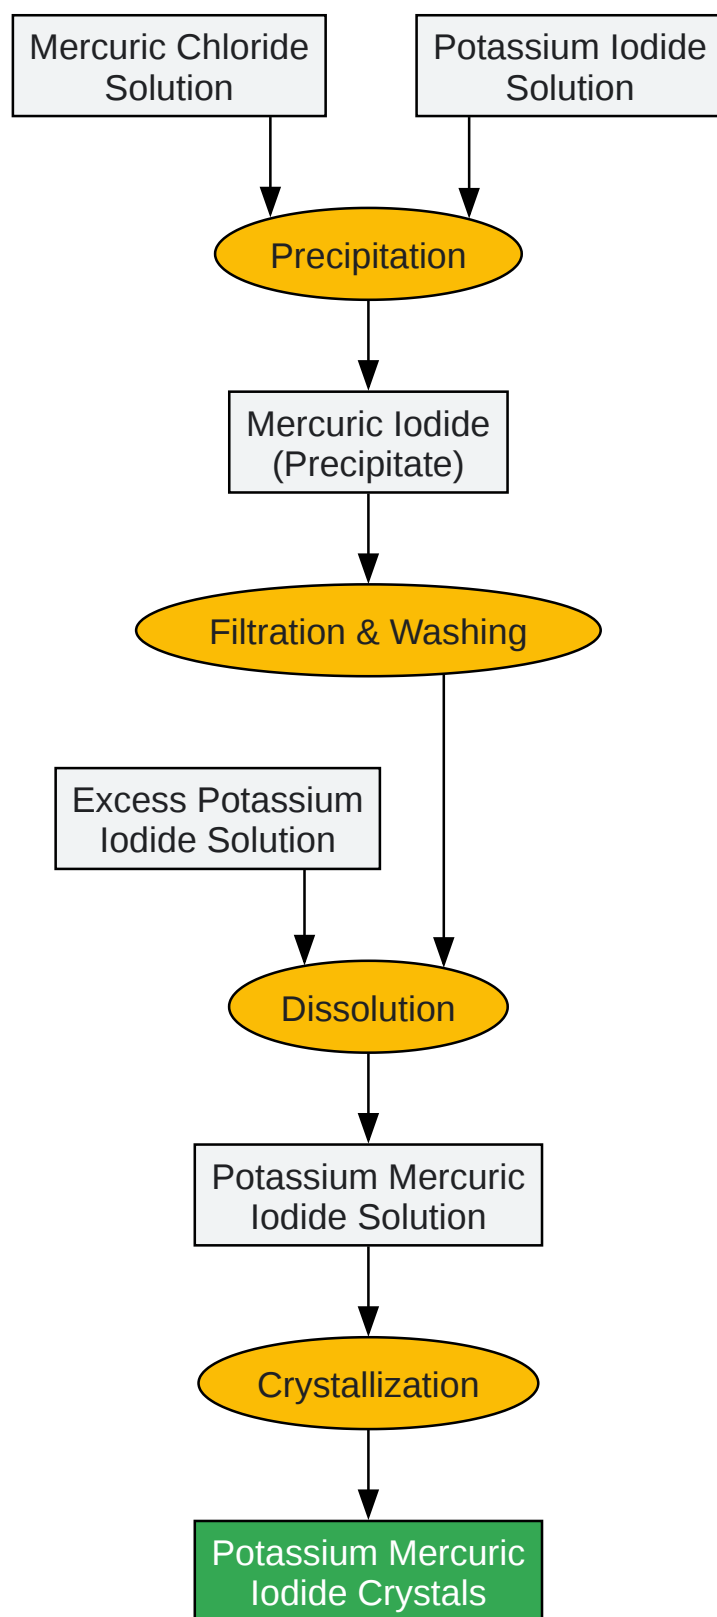 Mercuric Chloride
Solution
Potassium Iodide
Solution
Precipitation
Mercuric Iodide
(Precipitate)
Filtration & Washing
Excess Potassium
Iodide Solution
Dissolution
Potassium Mercuric
Iodide Solution
Crystallization
Potassium Mercuric
Iodide Crystals